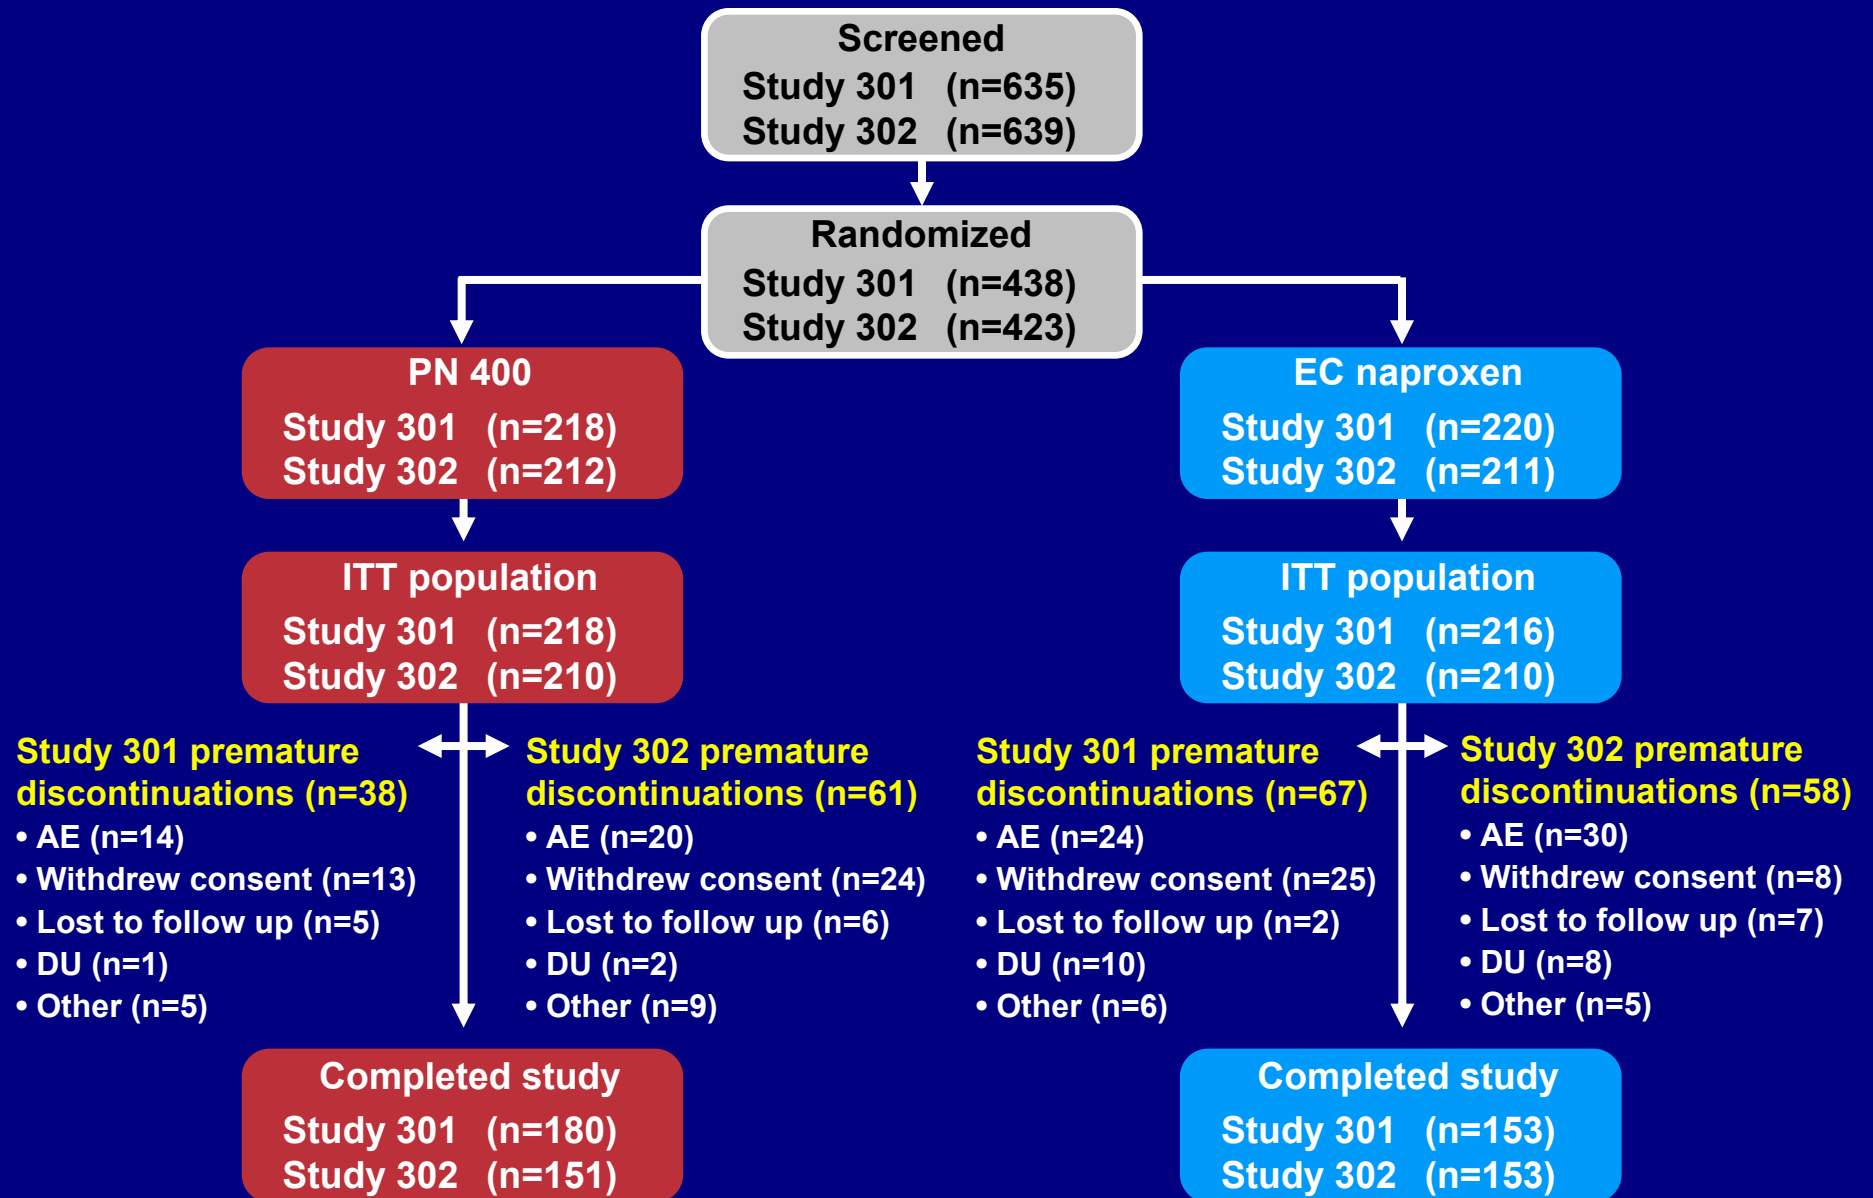 Screened
Study 301 (n=635)
Study 302 (n=639)
Randomized
Study 301 (n=438)
Study 302 (n=423)
PN 400
Study 301 (n=218)
Study 302 (n=212)
EC naproxen
Study 301 (n=220)
Study 302 (n=211)
ITT population
Study 301 (n=218)
Study 302 (n=210)
ITT population
Study 301 (n=216)
Study 302 (n=210)
Study 301 premature
discontinuations (n=38)
• AE (n=14)
• Withdrew consent (n=13)
• Lost to follow up (n=5)
• DU (n=1)
• Other (n=5)
Study 302 premature
discontinuations (n=61)
• AE (n=20)
• Withdrew consent (n=24)
• Lost to follow up (n=6)
• DU (n=2)
• Other (n=9)
Study 301 premature
discontinuations (n=67)
• AE (n=24)
• Withdrew consent (n=25)
• Lost to follow up (n=2)
• DU (n=10)
• Other (n=6)
Study 302 premature
discontinuations (n=58)
• AE (n=30)
• Withdrew consent (n=8)
• Lost to follow up (n=7)
• DU (n=8)
• Other (n=5)
Completed study
Study 301 (n=180)
Study 302 (n=151)
Completed study
Study 301 (n=153)
Study 302 (n=153)